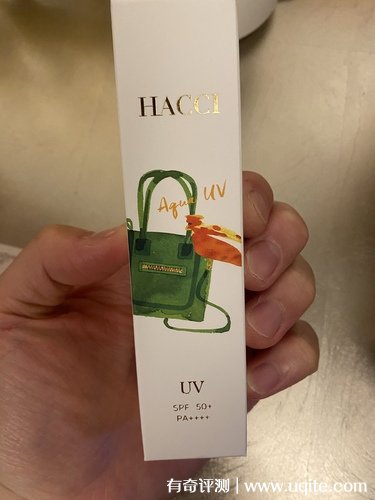 HACCI
Aqua UV
UV
SPF 50+
PA++++
有奇评测 | www.uqite.com